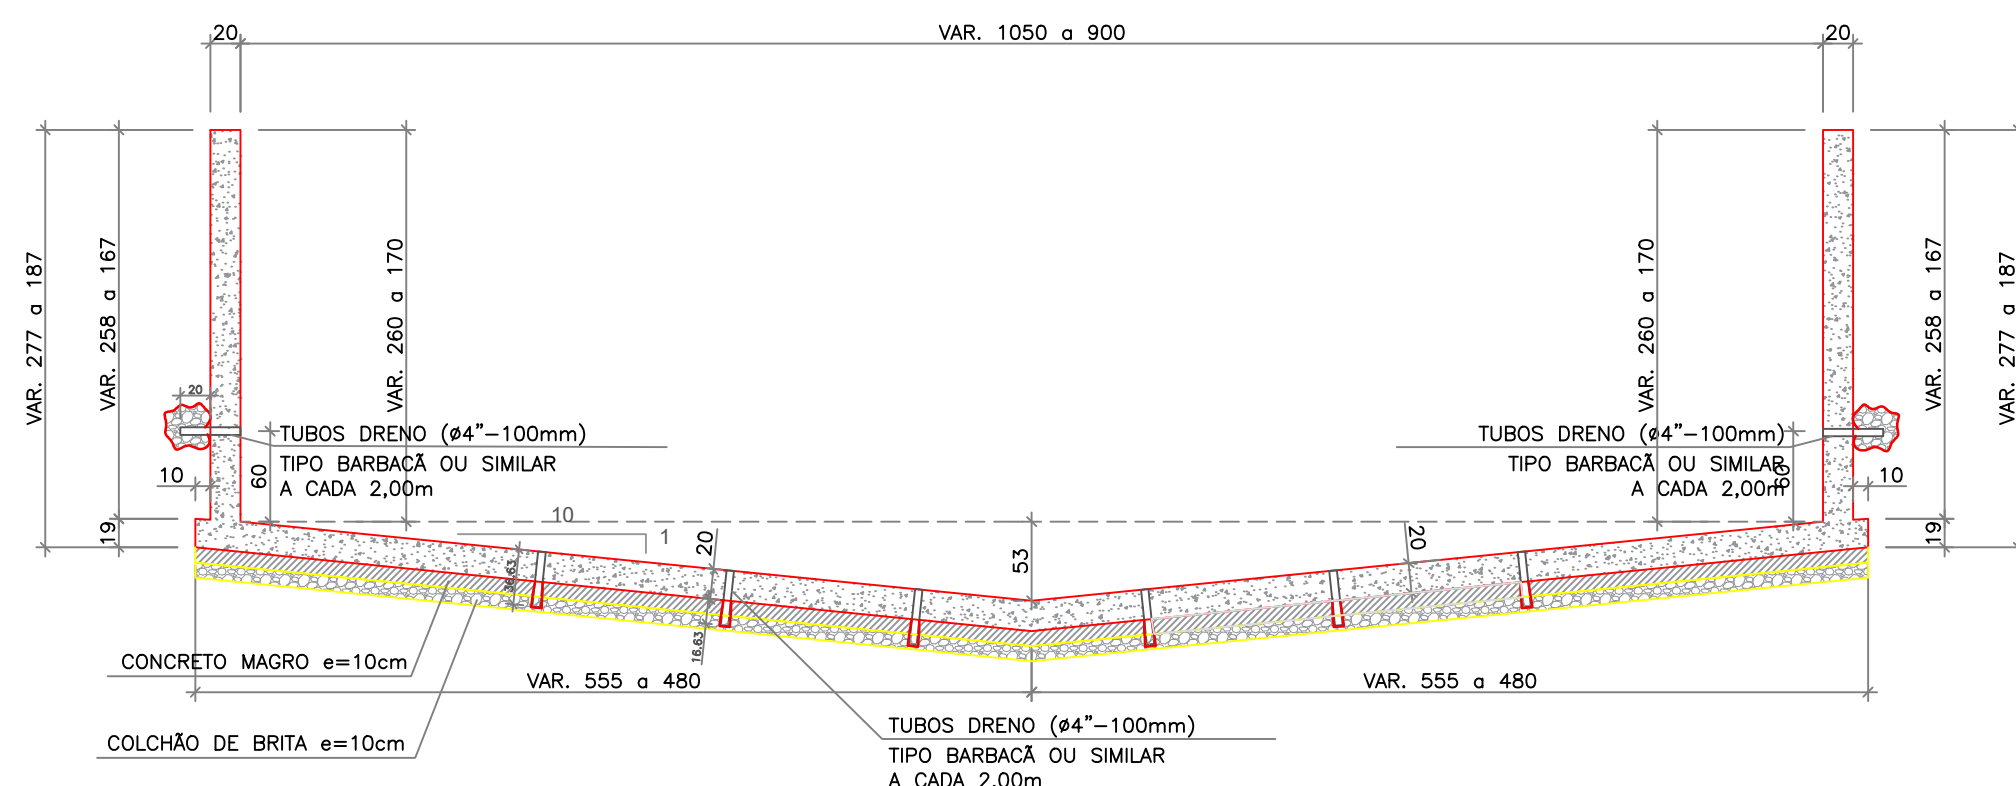 20
VAR. 1050 a 900
20
VAR. 277 a 187
VAR. 258 a 167
VAR. 260 a 170
VAR. 260 a 170
VAR. 258 a 167
VAR. 277 a 187
20
TUBOS DRENO (ø4"-100mm)
TIPO BARBACÃ OU SIMILAR
A CADA 2,00m
TUBOS DRENO (ø4"-100mm)
TIPO BARBACÃ OU SIMILAR
A CADA 2,00m
10
60
60
10
19
10
1
20
53
20
19
36.63
16.63
CONCRETO MAGRO e=10cm
VAR. 555 a 480
VAR. 555 a 480
COLCHÃO DE BRITA e=10cm
TUBOS DRENO (ø4"-100mm)
TIPO BARBACÃ OU SIMILAR
A CADA 2,00m